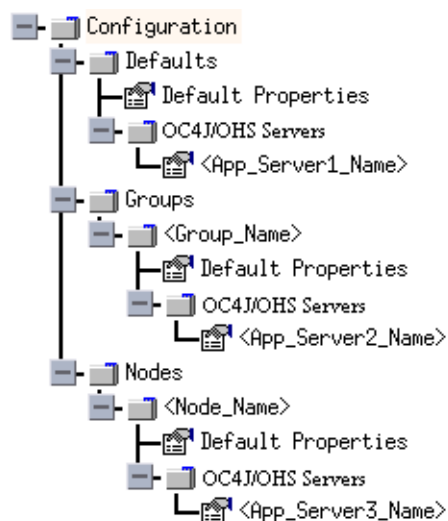 Configuration
Defaults
Default Properties
OC4J/OHS Servers
<App_Server1_Name>
Groups
<Group_Name>
Default Properties
OC4J/OHS Servers
<App_Server2_Name>
Nodes
<Node_Name>
Default Properties
OC4J/OHS Servers
<App_Server3_Name>